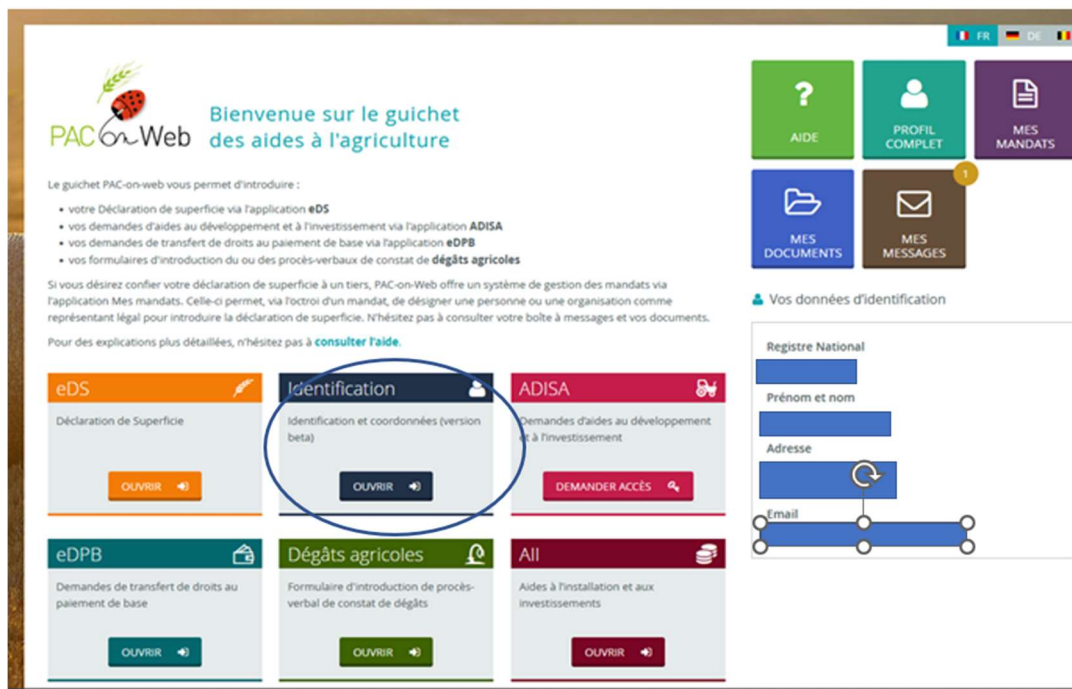 FR DE
PAC on Web
Bienvenue sur le guichet
des aides à l'agriculture
Le guichet PAC-on-web vous permet d'introduire :
• votre Déclaration de superficie via l'application eDS
• vos demandes d'aides au développement et à l'investissement via l'application ADISA
• vos demandes de transfert de droits au paiement de base via l'application eDPB
• vos formulaires d'introduction du ou des procès-verbaux de constat de dégâts agricoles
Si vous désirez confier votre déclaration de superficie à un tiers, PAC-on-Web offre un système de gestion des mandats via
l'application Mes mandats. Celle-ci permet, via l'octroi d'un mandat, de désigner une personne ou une organisation comme
représentant légal pour introduire la déclaration de superficie. N'hésitez pas à consulter votre boîte à messages et vos documents.
Pour des explications plus détaillées, n'hésitez pas à consulter l'aide.
?
AIDE
PROFIL
COMPLET
MES
MANDATS
MES
DOCUMENTS
1
MES
MESSAGES
Vos données d'identification
Registre National
Prénom et nom
Adresse
Email
eDS
Déclaration de Superficie
OUVRIR
Identification
Identification et coordonnées (version
beta)
OUVRIR
ADISA
Demandes d'aides au développement
et à l'investissement
DEMANDER ACCÈS
eDPB
Demandes de transfert de droits au
paiement de base
OUVRIR
Dégâts agricoles
Formulaire d'introduction de procès-
verbal de constat de dégâts
OUVRIR
AII
Aides à l'installation et aux
investissements
OUVRIR